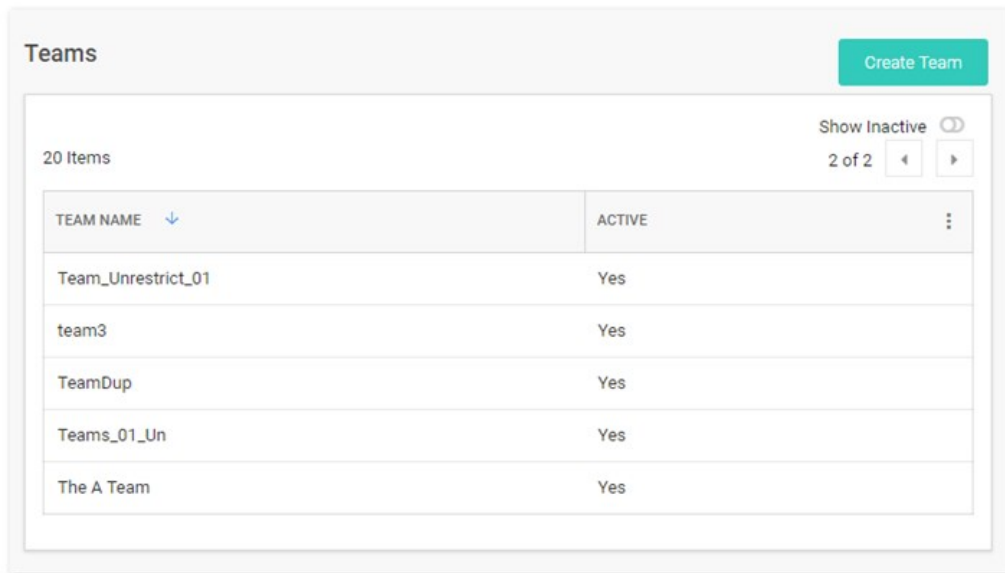 Teams
Create Team
Show Inactive
20 Items
2 of 2
TEAM NAME ACTIVE
Team_Unrestrict_01 Yes
team3 Yes
TeamDup Yes
Teams_01_Un Yes
The A Team Yes